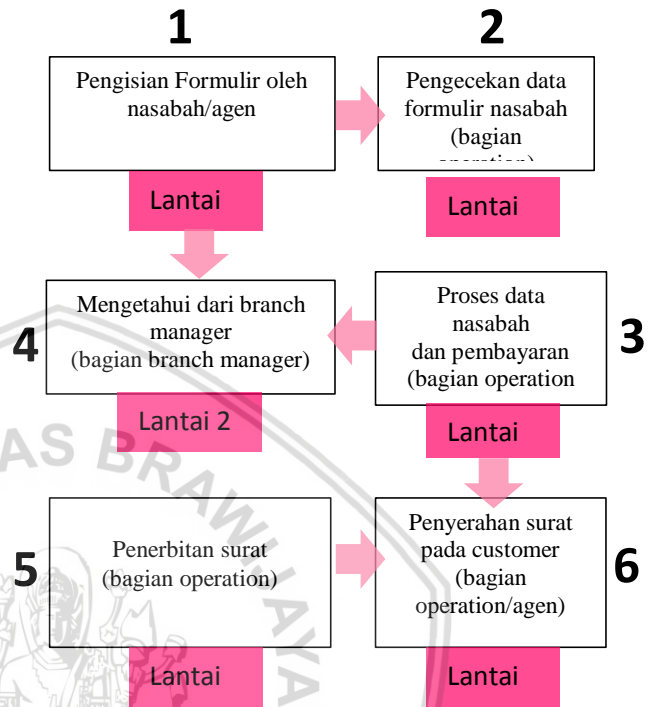 1
2
Pengisian Formulir oleh
nasabah/agen
Pengecekan data
formulir nasabah
(bagian
Lantai
Lantai
4
Mengetahui dari branch
manager
(bagian branch manager)
Proses data
nasabah
dan pembayaran
(bagian operation
3
Lantai 2
Lantai
5
Penerbitan surat
(bagian operation)
Penyerahan surat
pada customer
(bagian
operation/agen)
6
Lantai
Lantai
AS BRAWIJAYA